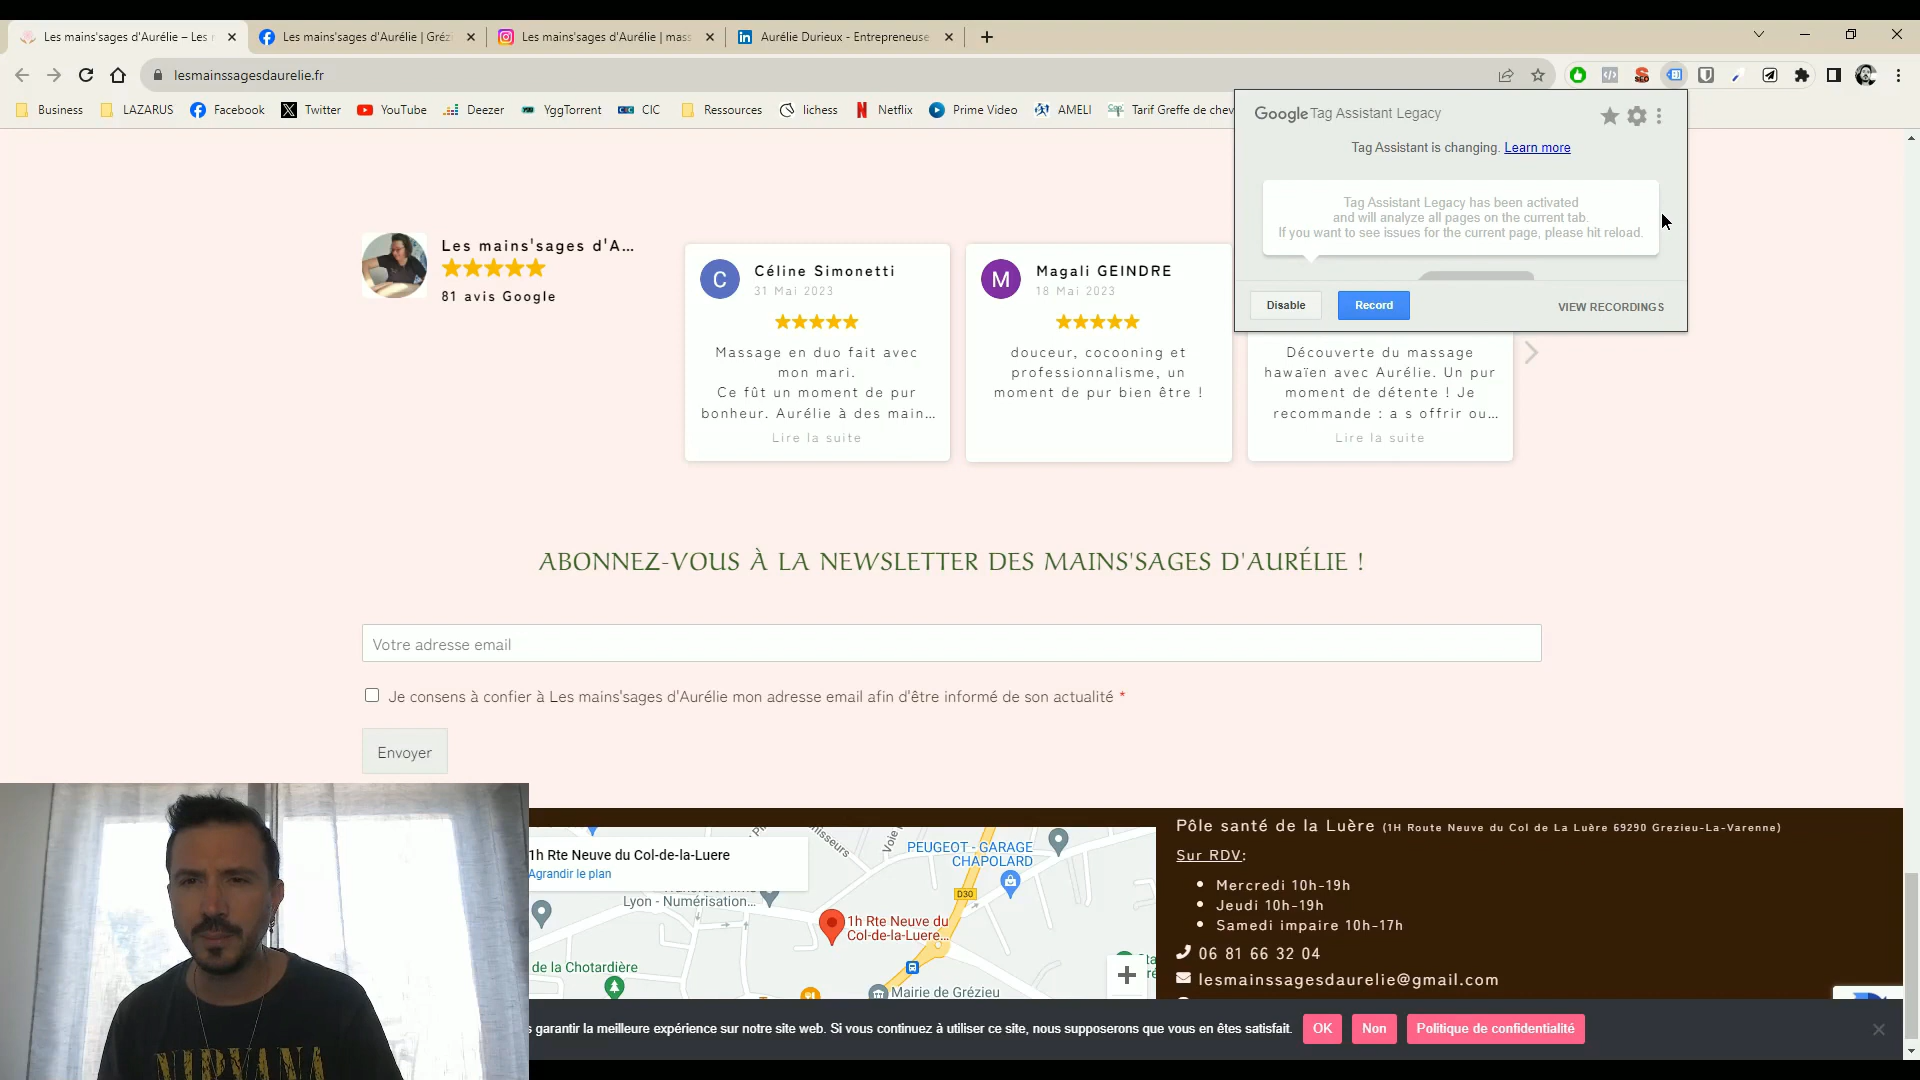 Les mains'sages d'Aurélie – Les
Les mains'sages d'Aurélie | Gréz
Les mains'sages d'Aurélie | mass
Aurélie Durieux - Entrepreneuse
lesmainssagesdaurelie.fr
Business
LAZARUS
Facebook
Twitter
YouTube
Deezer
YggTorrent
CIC
Ressources
lichess
Netflix
Prime Video
AMELI
Tarif Greffe de chev
Google Tag Assistant Legacy
Tag Assistant is changing. Learn more
Tag Assistant Legacy has been activated
and will analyze all pages on the current tab.
If you want to see issues for the current page, please hit reload.
Disable
Record
VIEW RECORDINGS
Les mains'sages d'A...
81 avis Google
C
Céline Simonetti
31 Mai 2023
Massage en duo fait avec
mon mari.
Ce fût un moment de pur
bonheur. Aurélie à des main...
Lire la suite
M
Magali GEINDRE
18 Mai 2023
douceur, cocooning et
professionnalisme, un
moment de pur bien être !
Découverte du massage
hawaïen avec Aurélie. Un pur
moment de détente ! Je
recommande : a s offrir ou...
Lire la suite
ABONNEZ-VOUS À LA NEWSLETTER DES MAINS'SAGES D'AURÉLIE !
Votre adresse email
Je consens à confier à Les mains'sages d'Aurélie mon adresse email afin d'être informé de son actualité *
Envoyer
1h Rte Neuve du Col-de-la-Luere
Agrandir le plan
Lyon - Numérisation...
PEUGEOT - GARAGE
CHAPOLARD
D30
1h Rte Neuve du
Col-de-la-Luere...
de la Chotardière
Mairie de Grézieu
Pôle santé de la Luère (1H Route Neuve du Col de La Luère 69290 Grezieu-La-Varenne)
Sur RDV:
Mercredi 10h-19h
Jeudi 10h-19h
Samedi impaire 10h-17h
06 81 66 32 04
lesmainssagesdaurelie@gmail.com
s garantir la meilleure expérience sur notre site web. Si vous continuez à utiliser ce site, nous supposerons que vous en êtes satisfait.
OK
Non
Politique de confidentialité
NIRVANA